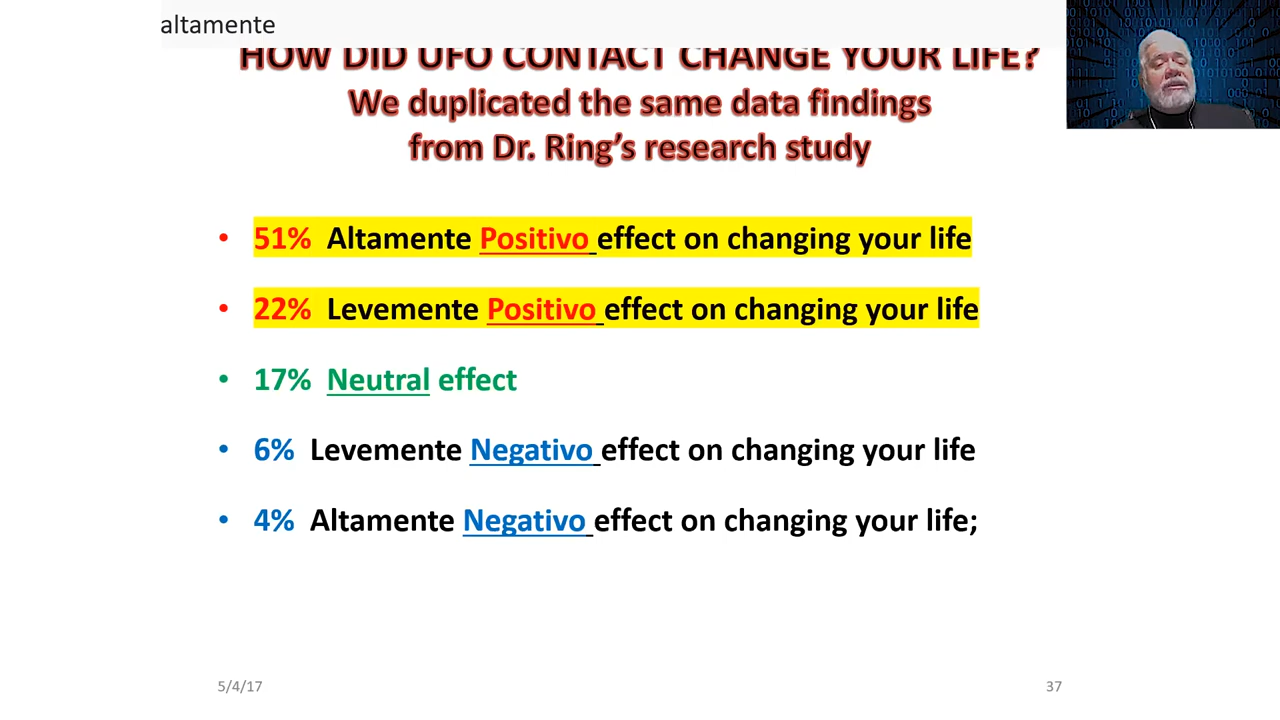 altamente
HOW DID UFO CONTACT CHANGE YOUR LIFE?
We duplicated the same data findings
from Dr. Ring's research study
• 51% Altamente Positivo effect on changing your life
• 22% Levemente Positivo effect on changing your life
• 17% Neutral effect
• 6% Levemente Negativo effect on changing your life
• 4% Altamente Negativo effect on changing your life;
5/4/17
37